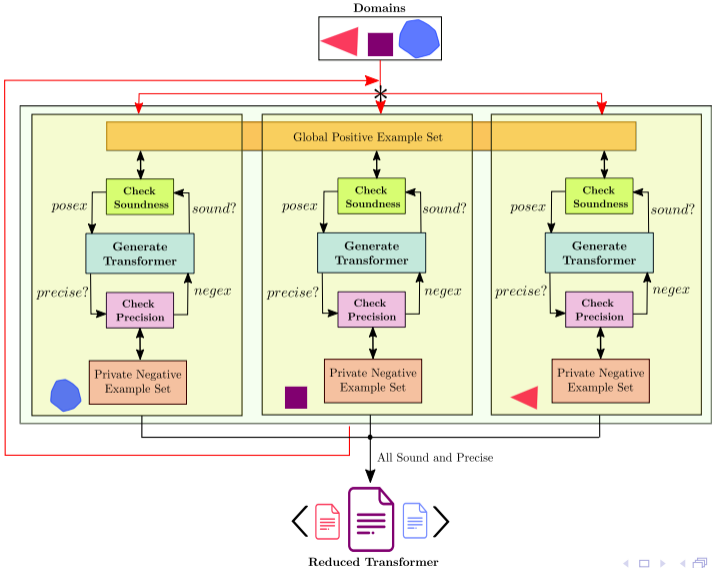 Domains
Global Positive Example Set
Check
Soundness
posex
sound?
Generate
Transformer
precise?
negex
Check
Precision
Private Negative
Example Set
Check
Soundness
posex
sound?
Generate
Transformer
precise?
negex
Check
Precision
Private Negative
Example Set
Check
Soundness
posex
sound?
Generate
Transformer
precise?
negex
Check
Precision
Private Negative
Example Set
All Sound and Precise
Reduced Transformer